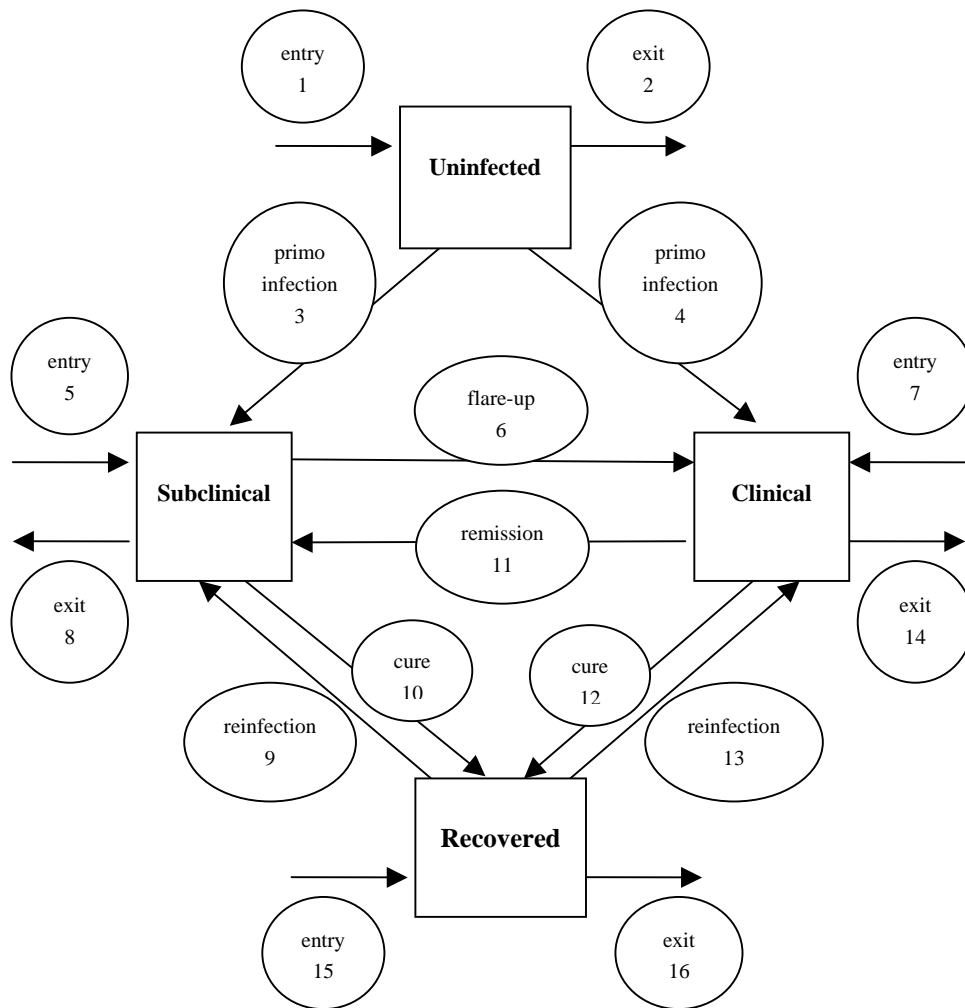 entry
1
exit
2
Uninfected
primo
infection
3
primo
infection
4
entry
5
flare-up
6
entry
7
Subclinical
Clinical
remission
11
exit
8
exit
14
cure
10
cure
12
reinfection
9
reinfection
13
Recovered
entry
15
exit
16